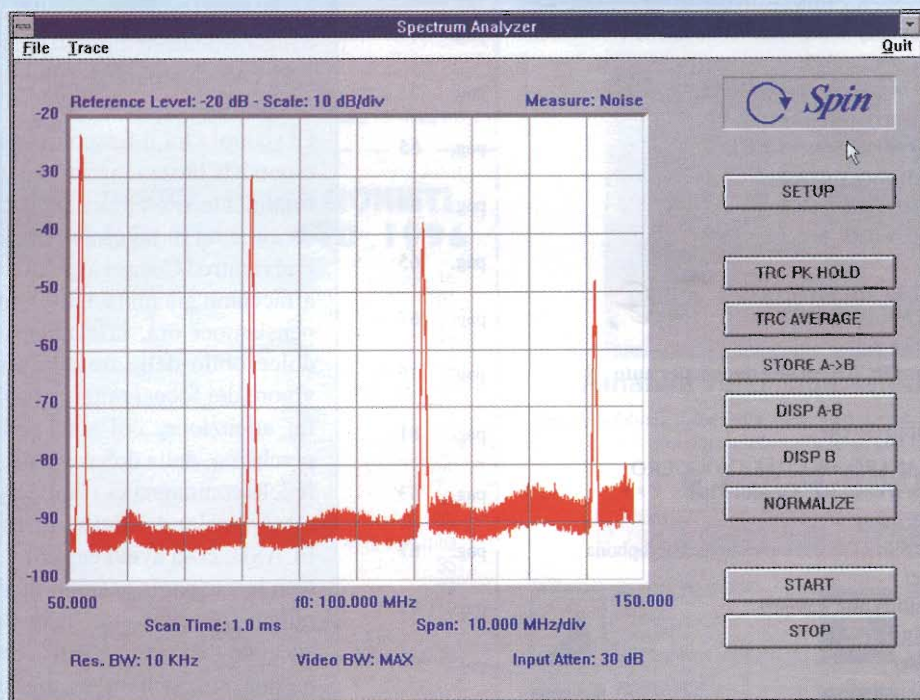 Spectrum Analyzer
File Trace Quit
Reference Level: -20 dB - Scale: 10 dB/div Measure: Noise
Spin
-20
-30
-40
-50
-60
-70
-80
-90
-100
SETUP
TRC PK HOLD
TRC AVERAGE
STORE A->B
DISP A-B
DISP B
NORMALIZE
START
STOP
50.000 f0: 100.000 MHz 150.000
Scan Time: 1.0 ms Span: 10.000 MHz/div
Res. BW: 10 KHz Video BW: MAX Input Atten: 30 dB